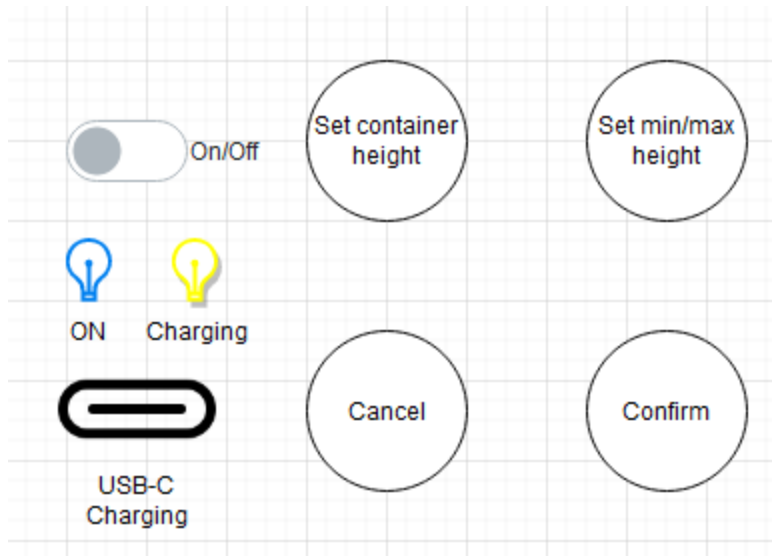 On/Off
Set container
height
Set min/max
height
ON
Charging
Cancel
Confirm
USB-C
Charging